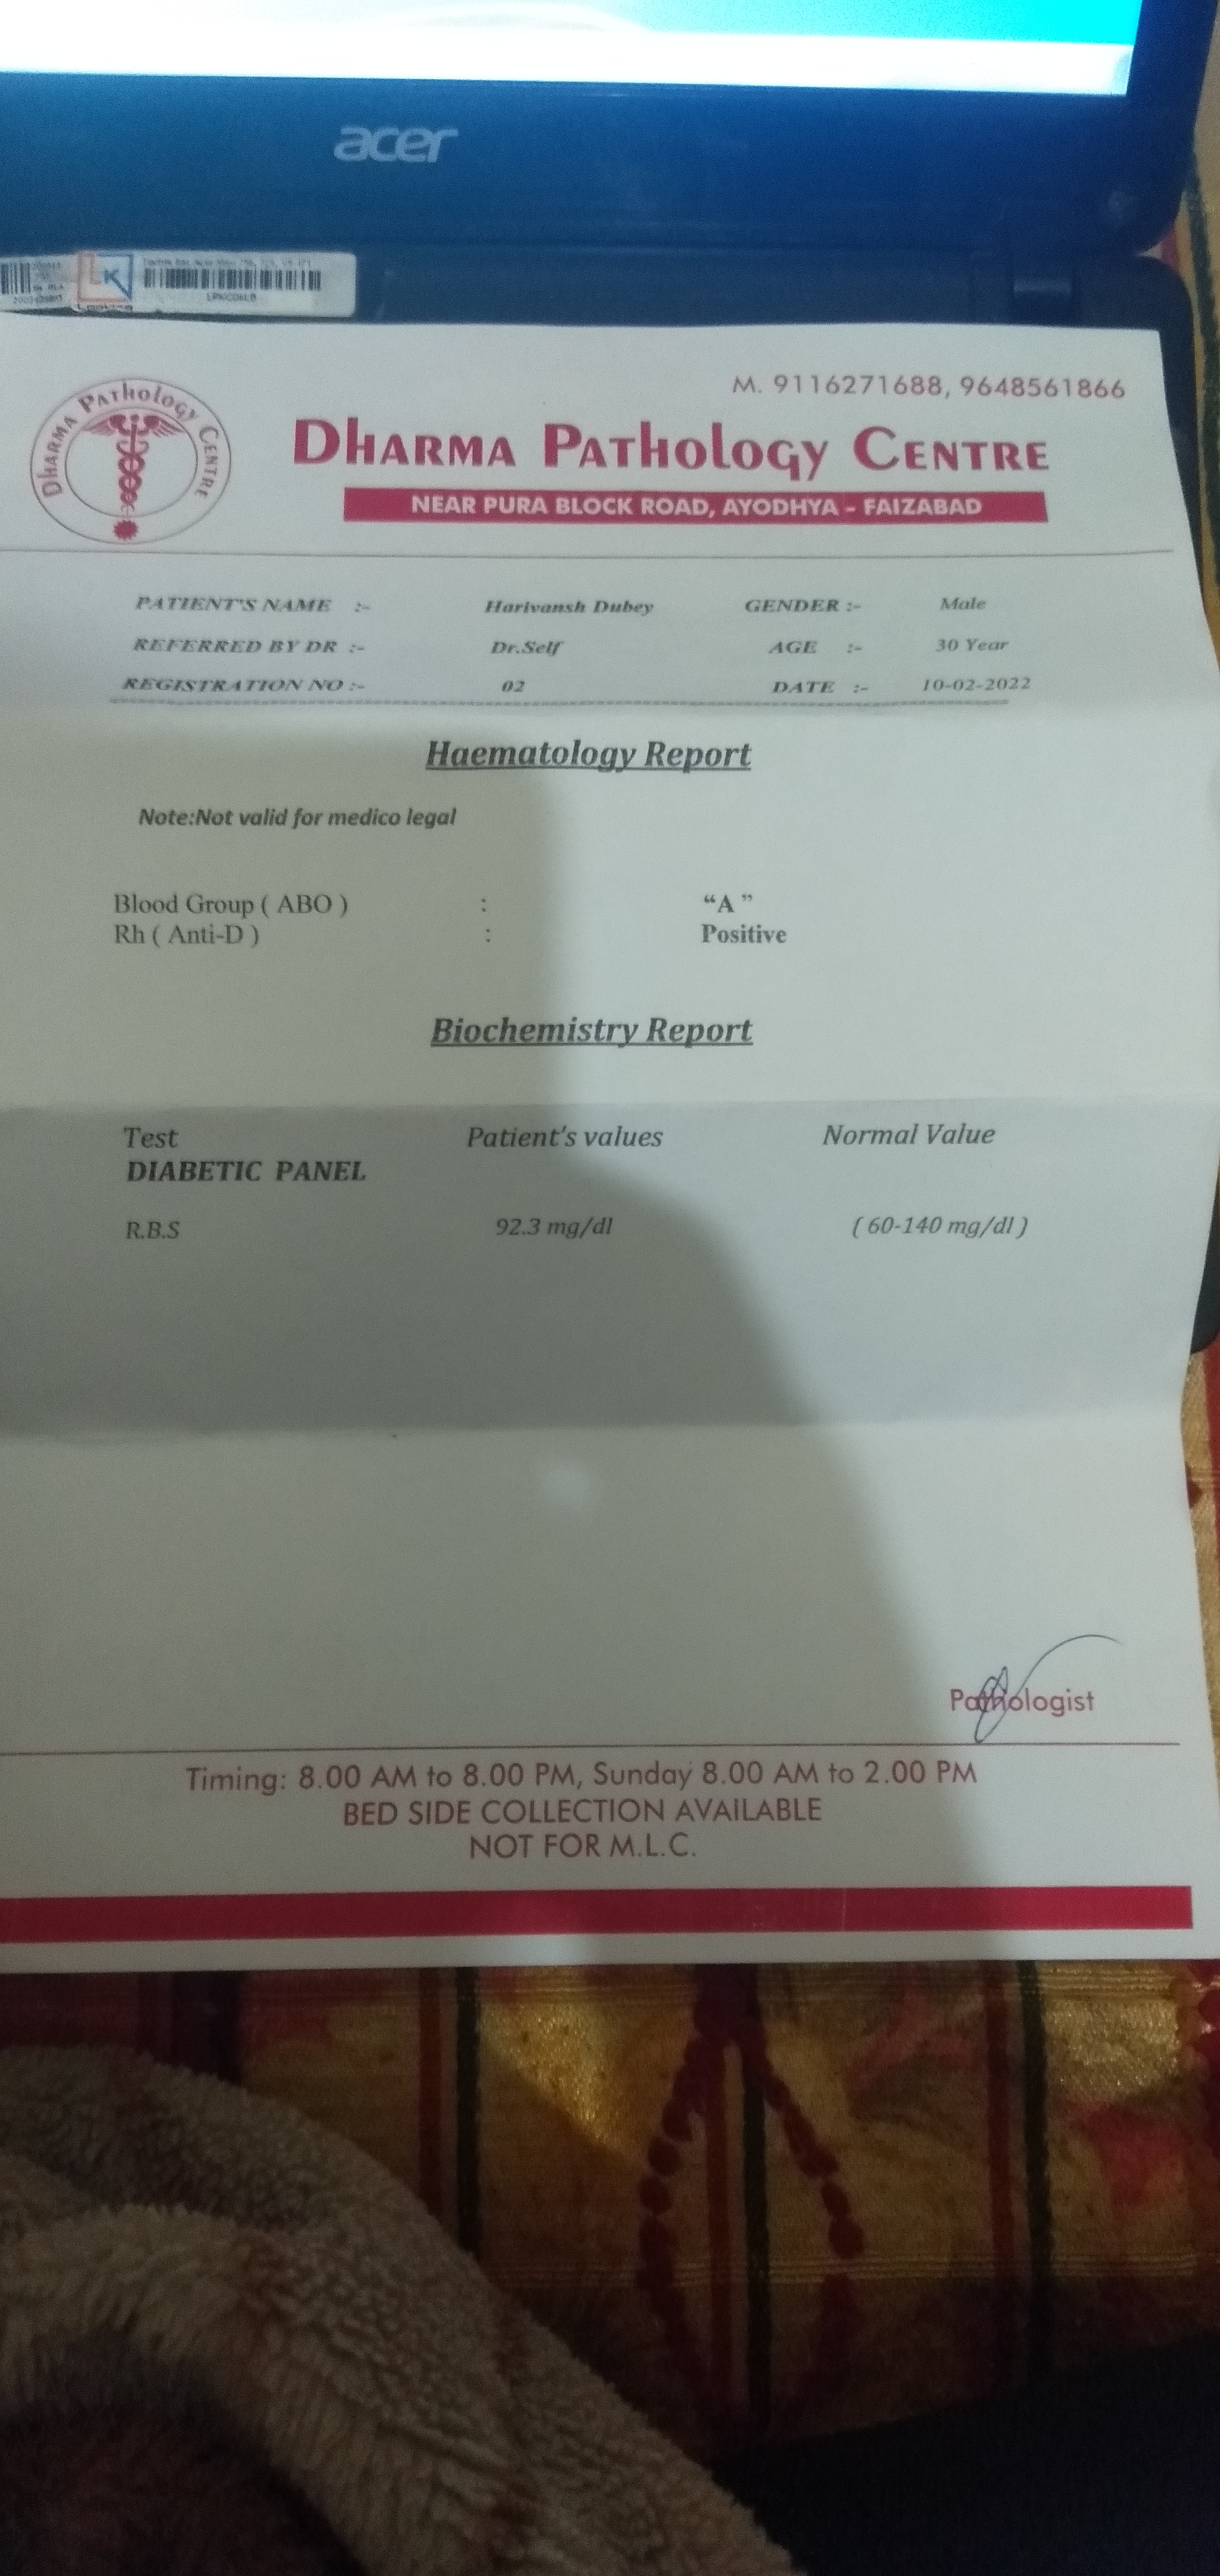 acer
LK
M. 9116271688, 9648561866
DHARMA PATHOLOGY CENTRE
DHARMA PATHOLOGY CENTRE
NEAR PURA BLOCK ROAD, AYODHYA - FAIZABAD
PATIENT'S NAME :- Harivansh Dubey GENDER :- Male
REFERRED BY DR :- Dr.Self AGE :- 30 Year
REGISTRATION NO :- 02 DATE :- 10-02-2022
Haematology Report
Note:Not valid for medico legal
Blood Group ( ABO ) : “A ”
Rh ( Anti-D ) : Positive
Biochemistry Report
Test Patient's values Normal Value
DIABETIC PANEL
R.B.S 92.3 mg/dl ( 60-140 mg/dl )
Pathologist
Timing: 8.00 AM to 8.00 PM, Sunday 8.00 AM to 2.00 PM
BED SIDE COLLECTION AVAILABLE
NOT FOR M.L.C.